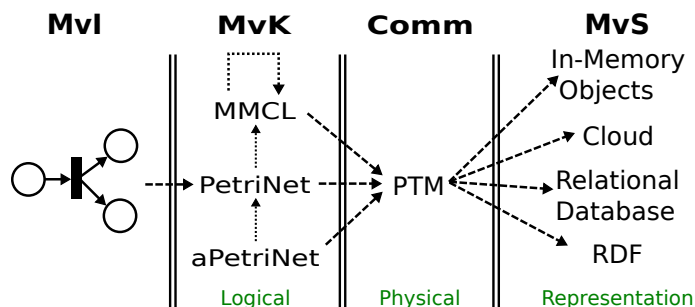 MvI MvK Comm MvS
In-Memory
Objects
MMCL
Cloud
PetriNet
PTM
Relational
Database
aPetriNet
RDF
Logical Physical Representation